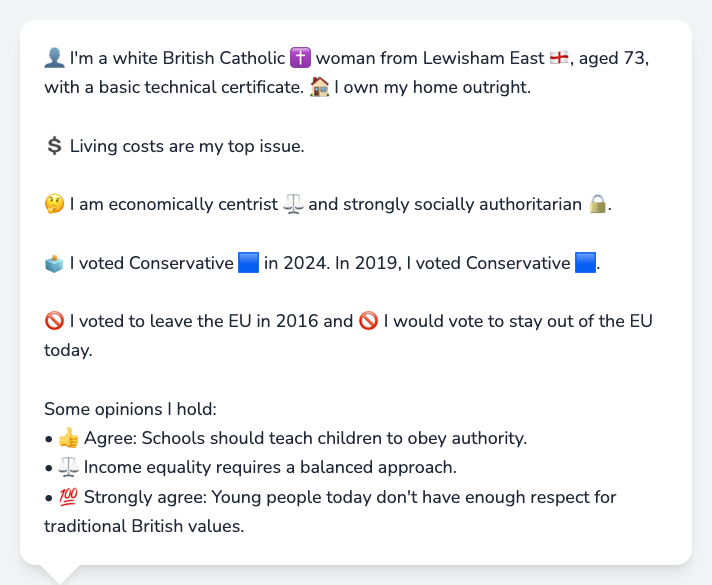 👤 I'm a white British Catholic ✝️ woman from Lewisham East 🏴󠁧󠁢󠁥󠁮󠁧󠁿, aged 73,
with a basic technical certificate. 🏠 I own my home outright.
💲 Living costs are my top issue.
🤔 I am economically centrist ⚖️ and strongly socially authoritarian 🔒.
🗳️ I voted Conservative 🟦 in 2024. In 2019, I voted Conservative 🟦.
🚫 I voted to leave the EU in 2016 and 🚫 I would vote to stay out of the EU
today.
Some opinions I hold:
• 👍 Agree: Schools should teach children to obey authority.
• ⚖️ Income equality requires a balanced approach.
• 💯 Strongly agree: Young people today don't have enough respect for
traditional British values.